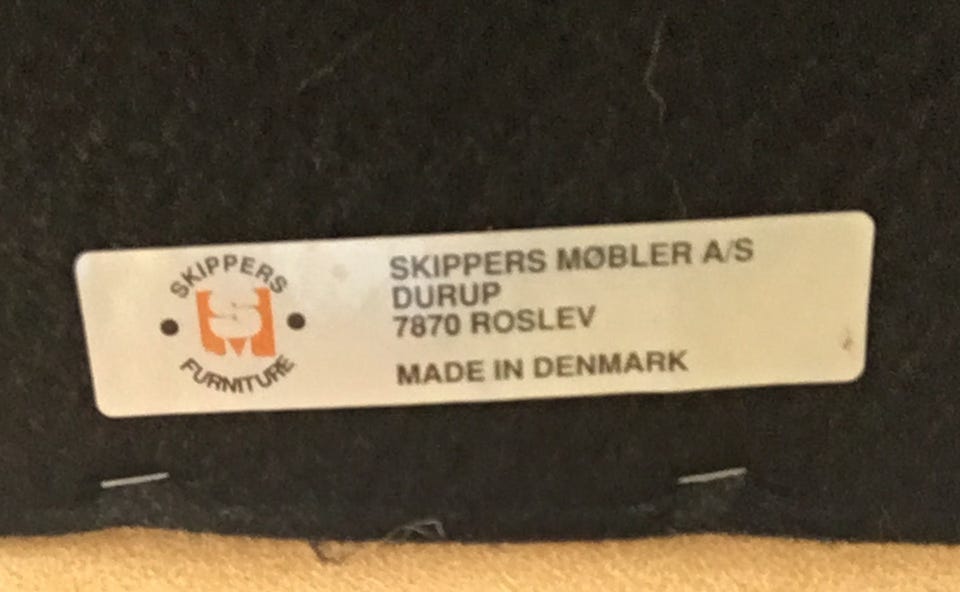 SKIPPERS
FURNITURE
SKIPPERS MØBLER A/S
DURUP
7870 ROSLEV
MADE IN DENMARK